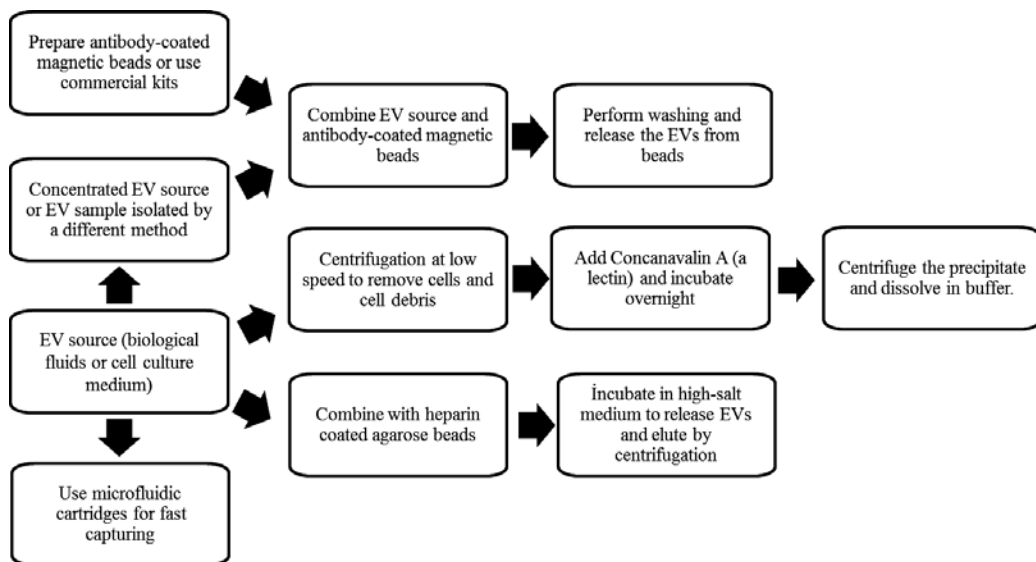 Prepare antibody-coated
magnetic beads or use
commercial kits
Combine EV source and
antibody-coated magnetic
beads
Perform washing and
release the EVs from
beads
Concentrated EV source
or EV sample isolated by
a different method
Centrifugation at low
speed to remove cells and
cell debris
Add Concanavalin A (a
lectin) and incubate
overnight
Centrifuge the precipitate
and dissolve in buffer.
EV source (biological
fluids or cell culture
medium)
Combine with heparin
coated agarose beads
İncubate in high-salt
medium to release EVs
and elute by
centrifugation
Use microfluidic
cartridges for fast
capturing